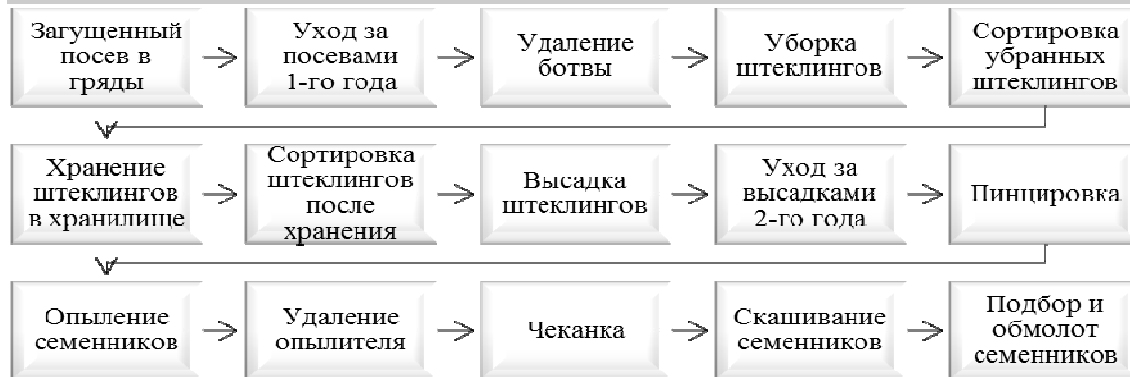 Загущенный
посев в
гряды
Уход за
посевами
1-го года
Удаление
ботвы
Уборка
штеклингов
Сортировка
убранных
штеклингов
Хранение
штеклингов
в хранилище
Сортировка
штеклингов
после
хранения
Высадка
штеклингов
Уход за
высадками
2-го года
Пинцировка
Опыление
семенников
Удаление
опылителя
Чеканка
Скашивание
семенников
Подбор и
обмолот
семенников